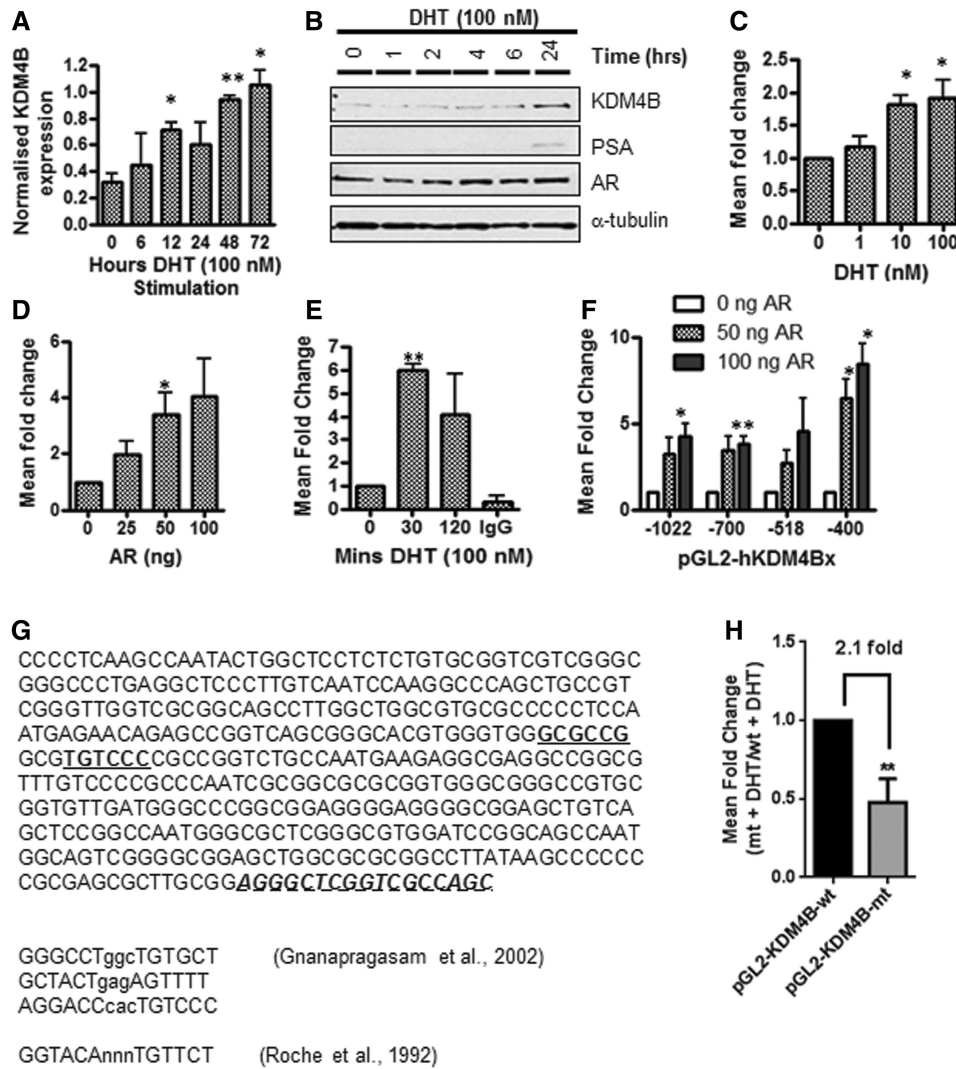 A
Normalised KDM4B
expression
1.2
1.0
0.8
0.6
0.4
0.2
0.0
*
**
*
0 6 12 24 48 72
Hours DHT (100 nM)
Stimulation
B
DHT (100 nM)
0 1 2 4 6 24 Time (hrs)
KDM4B
PSA
AR
α-tubulin
C
Mean fold change
2.5
2.0
1.5
1.0
0.5
0.0
* *
0 1 10 100
DHT (nM)
D
Mean fold change
6
4
2
0
*
0 25 50 100
AR (ng)
E
Mean Fold Change
7
6
5
4
3
2
1
0
**
0 30 120 IgG
Mins DHT (100 nM)
F
0 ng AR
50 ng AR
100 ng AR
Mean Fold Change
10
5
0
* ** * *
-1022 -700 -518 -400
pGL2-hKDM4Bx
G
CCCCTCAAGCCAATACTGGCTCCTCTCTGTGCGGTCGTCGGGC
GGGCCCTGAGGCTCCCTTGTCAATCCAAGGCCCAGCTGCCGT
CGGGTTGGTCGCGGCAGCCTTGGCTGGCGTGCGCCCCCTCCA
ATGAGAACAGAGCCGGTCAGCGGGCACGTGGGTGGGCGCCG
GCGTGTCCCCGCCGGTCTGCCAATGAAGAGGCGAGGCCGGCG
TTTGTCCCCGCCCAATCGCGGCGCGCGGTGGGCGGGCCGTGC
GGTGTTGATGGGCCCGGCGGAGGGGAGGGGCGGAGCTGTCA
GCTCCGGCCAATGGGCGCTCGGGCGTGGATCCGGCAGCCAAT
GGCAGTCGGGGCGGAGCTGGCGCGCGGCCTTATAAGCCCCCC
CGCGAGCGCTTGCGGAGGGCTCGGTCGCCAGC
GGGCCTggcTGTGCT (Gnanapragasam et al., 2002)
GCTACTgagAGTTTT
AGGACCcacTGTCCC
GGTACAnnnTGTTCT (Roche et al., 1992)
H
Mean Fold Change
(mt + DHT/wt + DHT)
1.5
1.0
0.5
0.0
2.1 fold
**
pGL2-KDM4B-wt
pGL2-KDM4B-mt